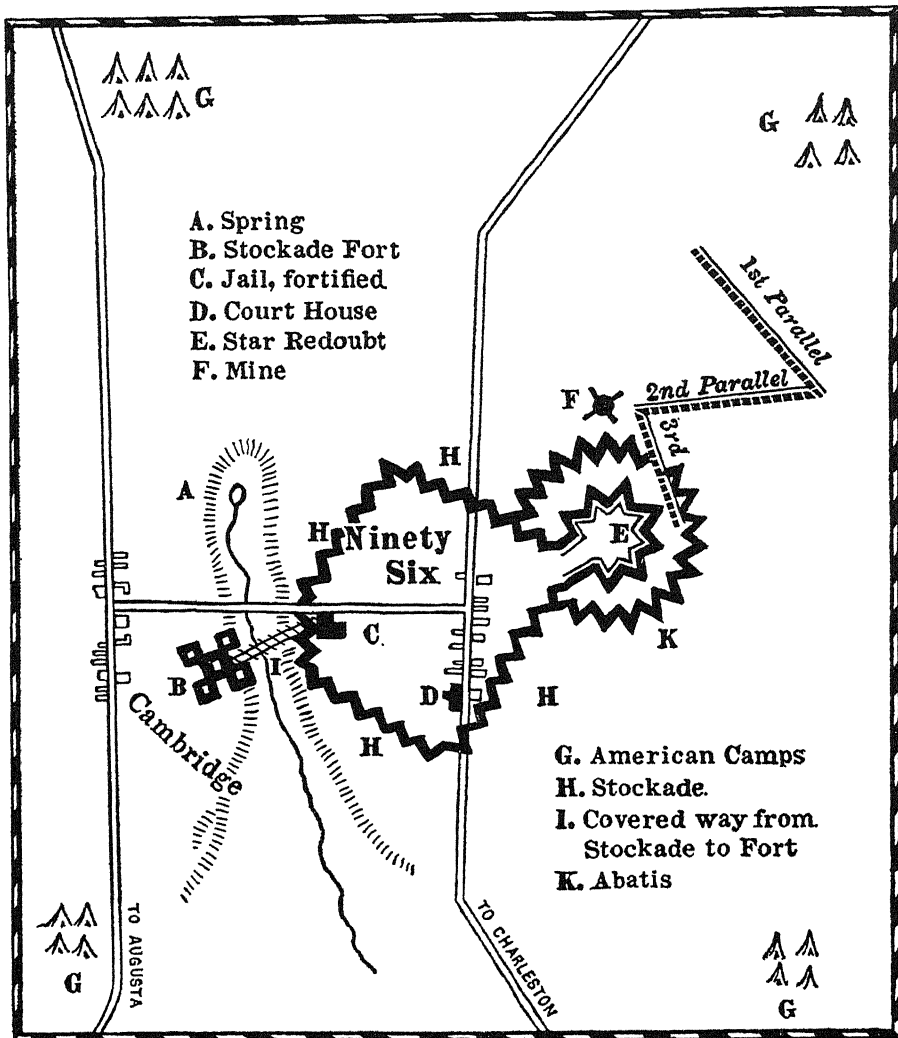 G
G
A. Spring
B. Stockade Fort
C. Jail, fortified
D. Court House
E. Star Redoubt
F. Mine
1st Parallel
2nd Parallel
3rd
F
H
A
H
Ninety
Six
E
C.
K
I
B
D
H
H
Cambridge
G. American Camps
H. Stockade.
I. Covered way from
Stockade to Fort
K. Abatis
TO AUGUSTA
TO CHARLESTON
G
G